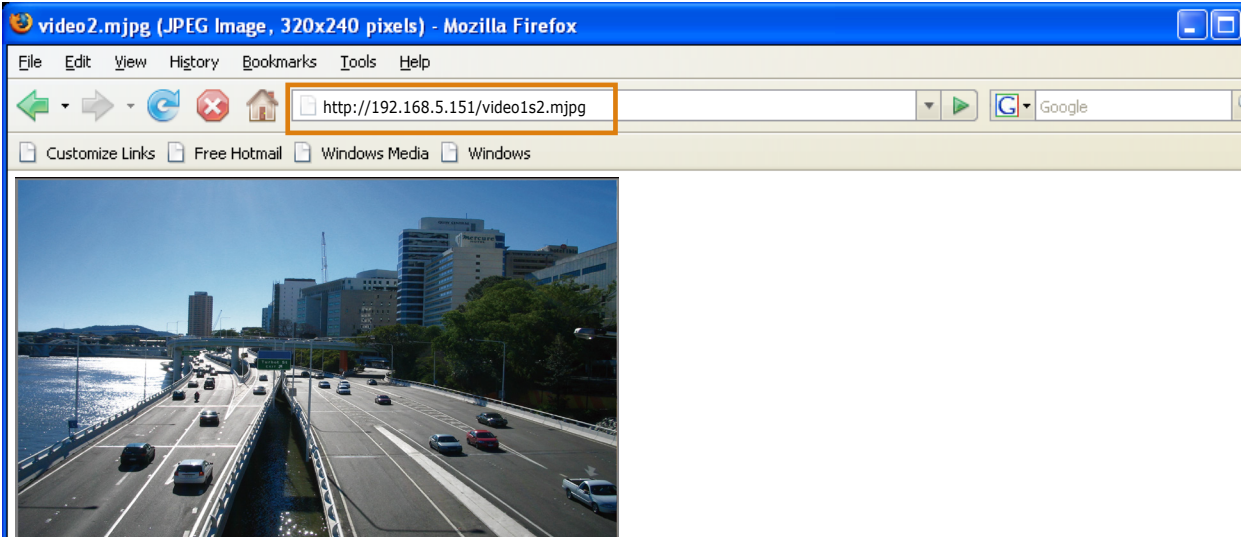 video2.mjpg (JPEG Image, 320x240 pixels) - Mozilla Firefox
File Edit View History Bookmarks Tools Help
http://192.168.5.151/video1s2.mjpg G Google
Customize Links Free Hotmail Windows Media Windows
Mercure